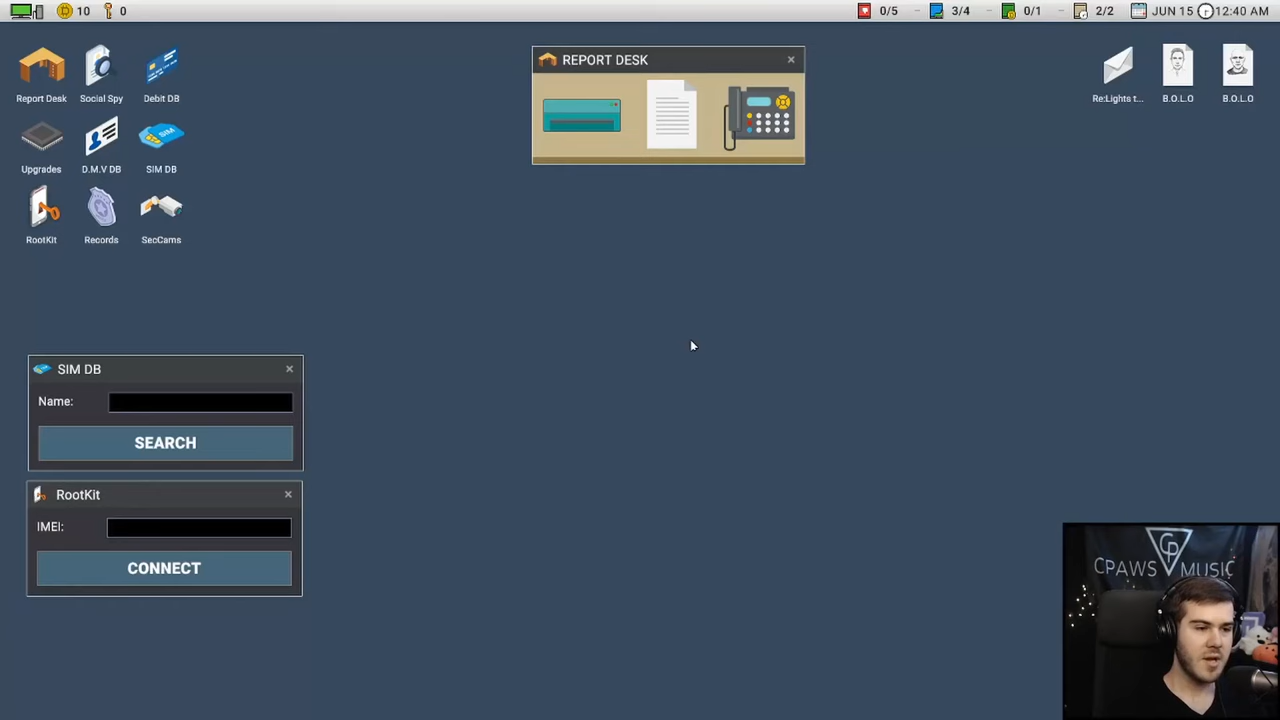 10
0
0/5
3/4
0/1
2/2
JUN 15
12:40 AM
Report Desk
Social Spy
Debit DB
Upgrades
D.M.V DB
SIM DB
SIM
RootKit
Records
SecCams
REPORT DESK
Re:Lights t...
B.O.L.O
B.O.L.O
SIM DB
Name:
SEARCH
RootKit
IMEI:
CONNECT
CP
CPAWS MUSIC